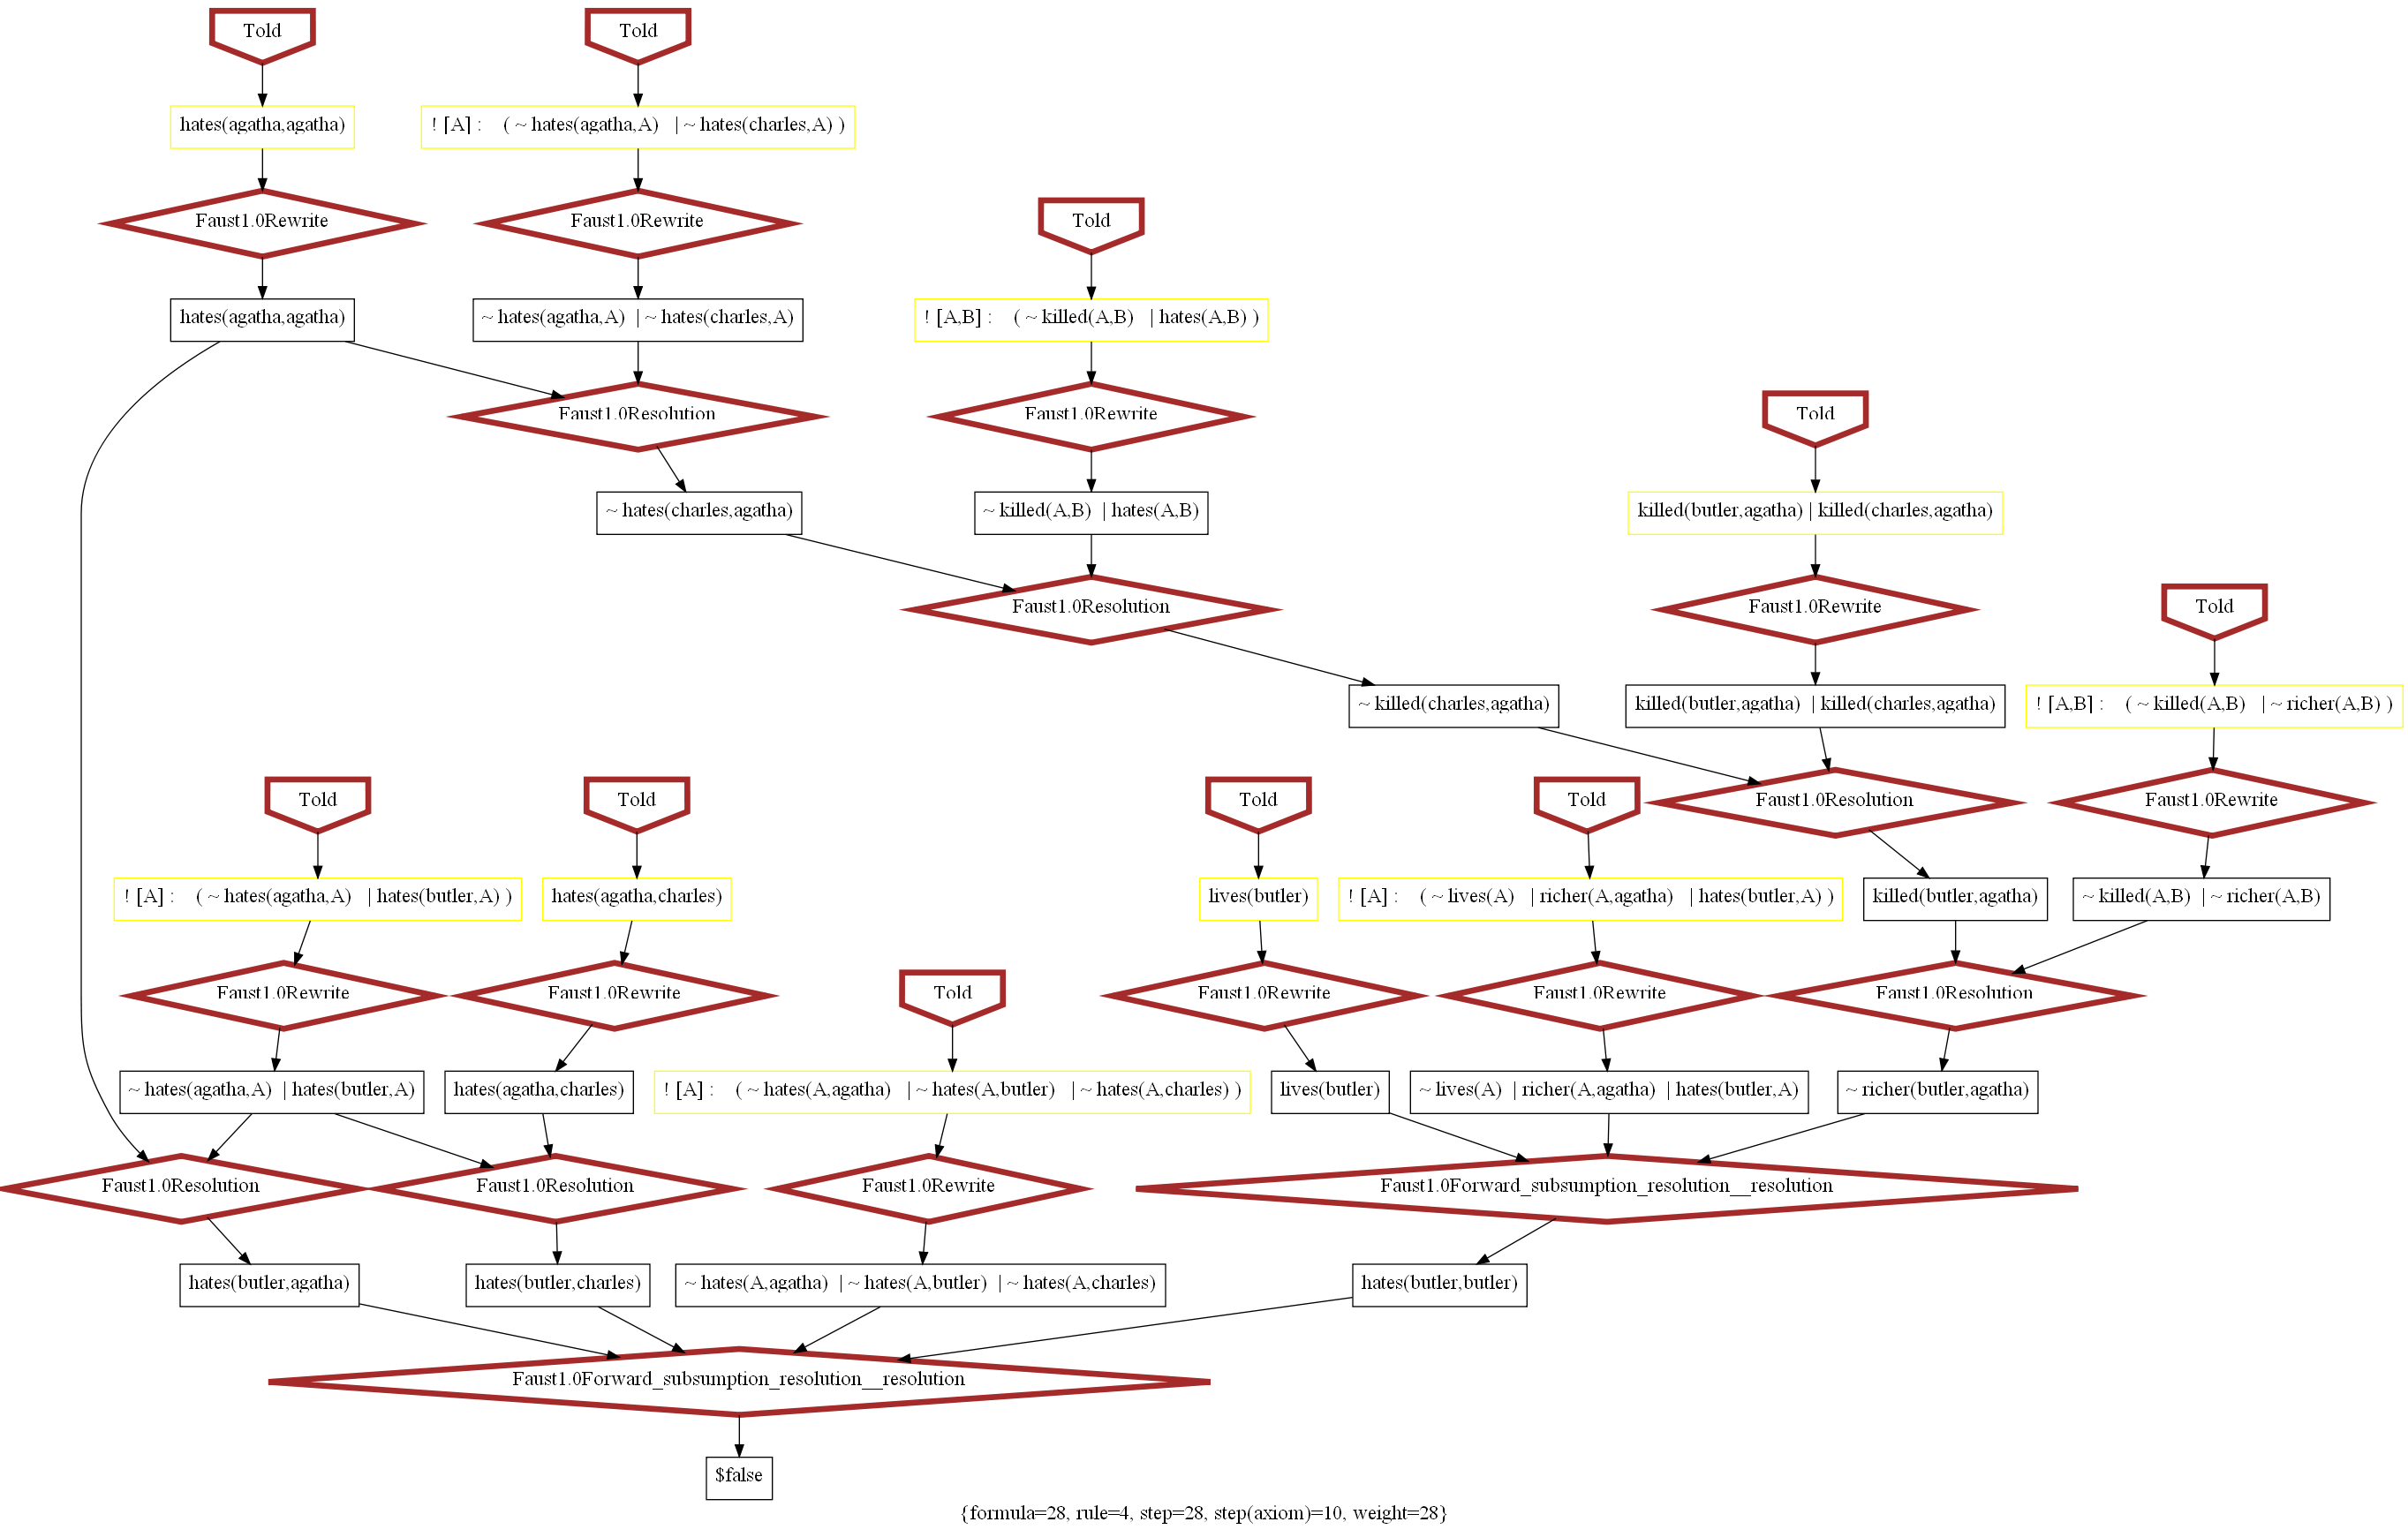 Told
Told
hates(agatha,agatha)
! [A] : ( ~ hates(agatha,A) | ~ hates(charles,A) )
Faust1.0Rewrite
Faust1.0Rewrite
Told
hates(agatha,agatha)
~ hates(agatha,A) | ~ hates(charles,A)
! [A,B] : ( ~ killed(A,B) | hates(A,B) )
Faust1.0Resolution
Faust1.0Rewrite
Told
~ hates(charles,agatha)
~ killed(A,B) | hates(A,B)
killed(butler,agatha) | killed(charles,agatha)
Faust1.0Resolution
Faust1.0Rewrite
Told
~ killed(charles,agatha)
killed(butler,agatha) | killed(charles,agatha)
! [A,B] : ( ~ killed(A,B) | ~ richer(A,B) )
Told
Told
Told
Told
Faust1.0Resolution
Faust1.0Rewrite
! [A] : ( ~ hates(agatha,A) | hates(butler,A) )
hates(agatha,charles)
lives(butler)
! [A] : ( ~ lives(A) | richer(A,agatha) | hates(butler,A) )
killed(butler,agatha)
~ killed(A,B) | ~ richer(A,B)
Faust1.0Rewrite
Faust1.0Rewrite
Told
Faust1.0Rewrite
Faust1.0Rewrite
Faust1.0Resolution
~ hates(agatha,A) | hates(butler,A)
hates(agatha,charles)
! [A] : ( ~ hates(A,agatha) | ~ hates(A,butler) | ~ hates(A,charles) )
lives(butler)
~ lives(A) | richer(A,agatha) | hates(butler,A)
~ richer(butler,agatha)
Faust1.0Resolution
Faust1.0Resolution
Faust1.0Rewrite
Faust1.0Forward_subsumption_resolution__resolution
hates(butler,agatha)
hates(butler,charles)
~ hates(A,agatha) | ~ hates(A,butler) | ~ hates(A,charles)
hates(butler,butler)
Faust1.0Forward_subsumption_resolution__resolution
$false
{formula=28, rule=4, step=28, step(axiom)=10, weight=28}